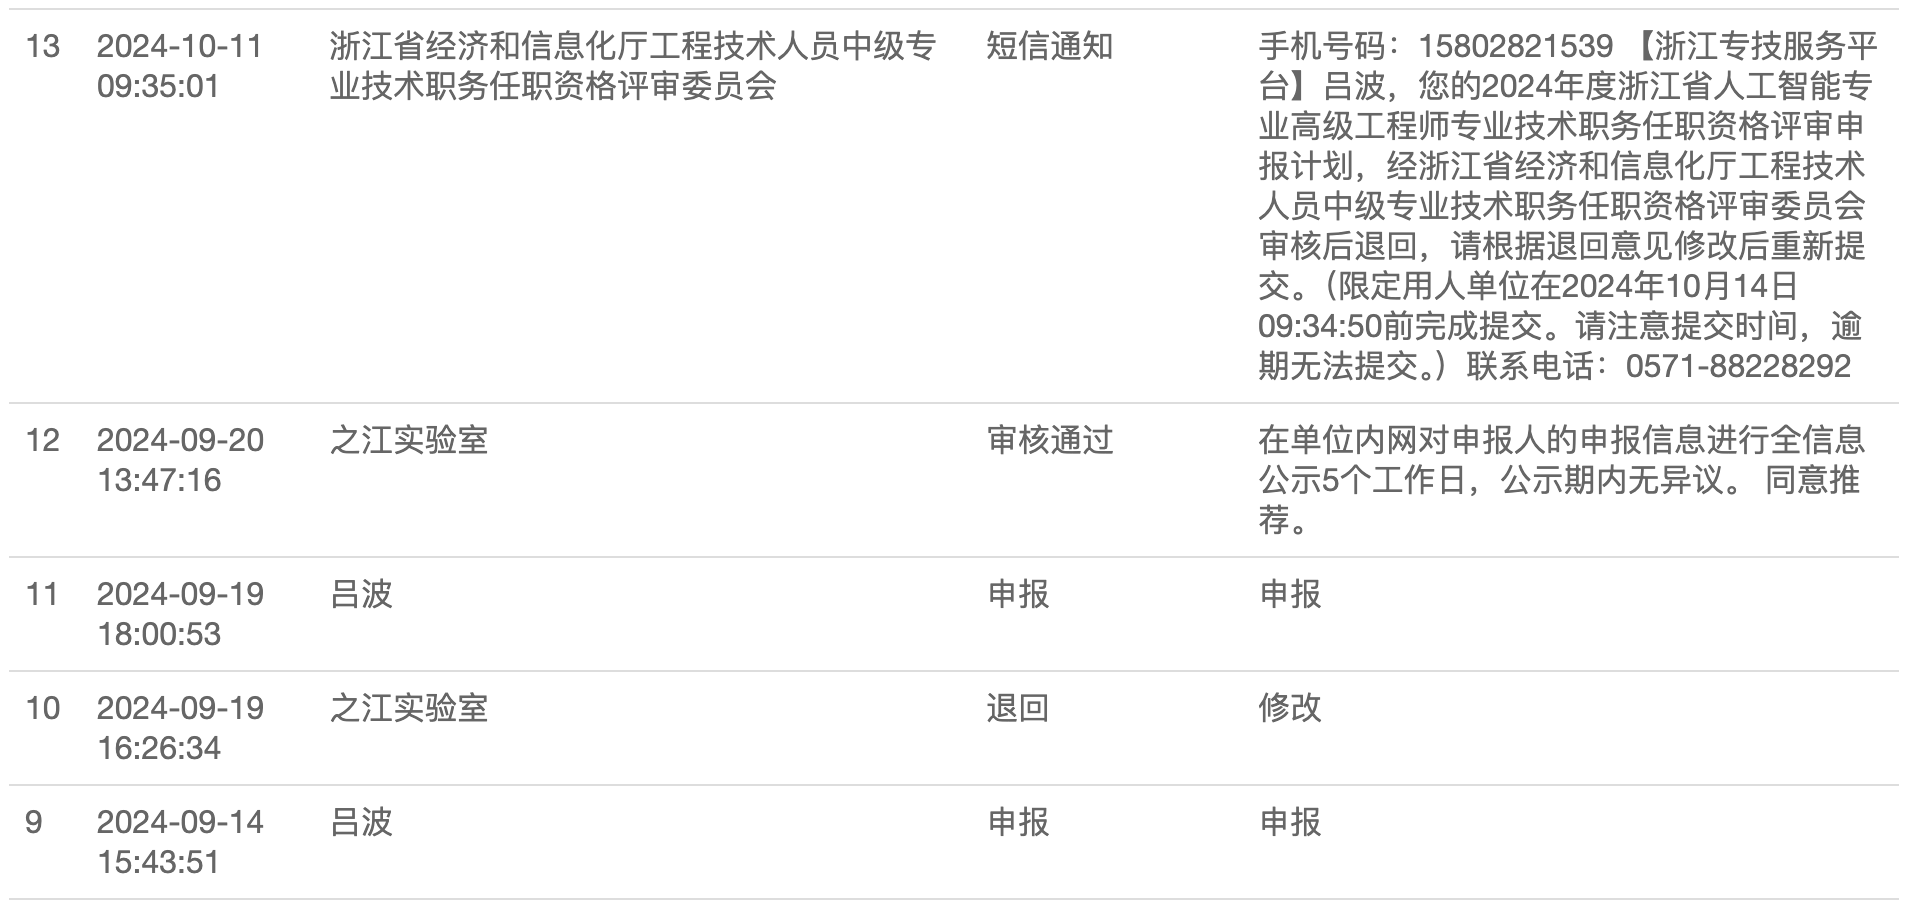 13 2024-10-11 浙江省经济和信息化厅工程技术人员中级专 短信通知 手机号码：15802821539 【浙江专技服务平
09:35:01 业技术职务任职资格评审委员会 台】吕波，您的2024年度浙江省人工智能专
业高级工程师专业技术职务任职资格评审申
报计划，经浙江省经济和信息化厅工程技术
人员中级专业技术职务任职资格评审委员会
审核后退回，请根据退回意见修改后重新提
交。（限定用人单位在2024年10月14日
09:34:50前完成提交。请注意提交时间，逾
期无法提交。）联系电话：0571-88228292
12 2024-09-20 之江实验室 审核通过 在单位内网对申报人的申报信息进行全信息
13:47:16 公示5个工作日，公示期内无异议。 同意推
荐。
11 2024-09-19 吕波 申报 申报
18:00:53
10 2024-09-19 之江实验室 退回 修改
16:26:34
9 2024-09-14 吕波 申报 申报
15:43:51